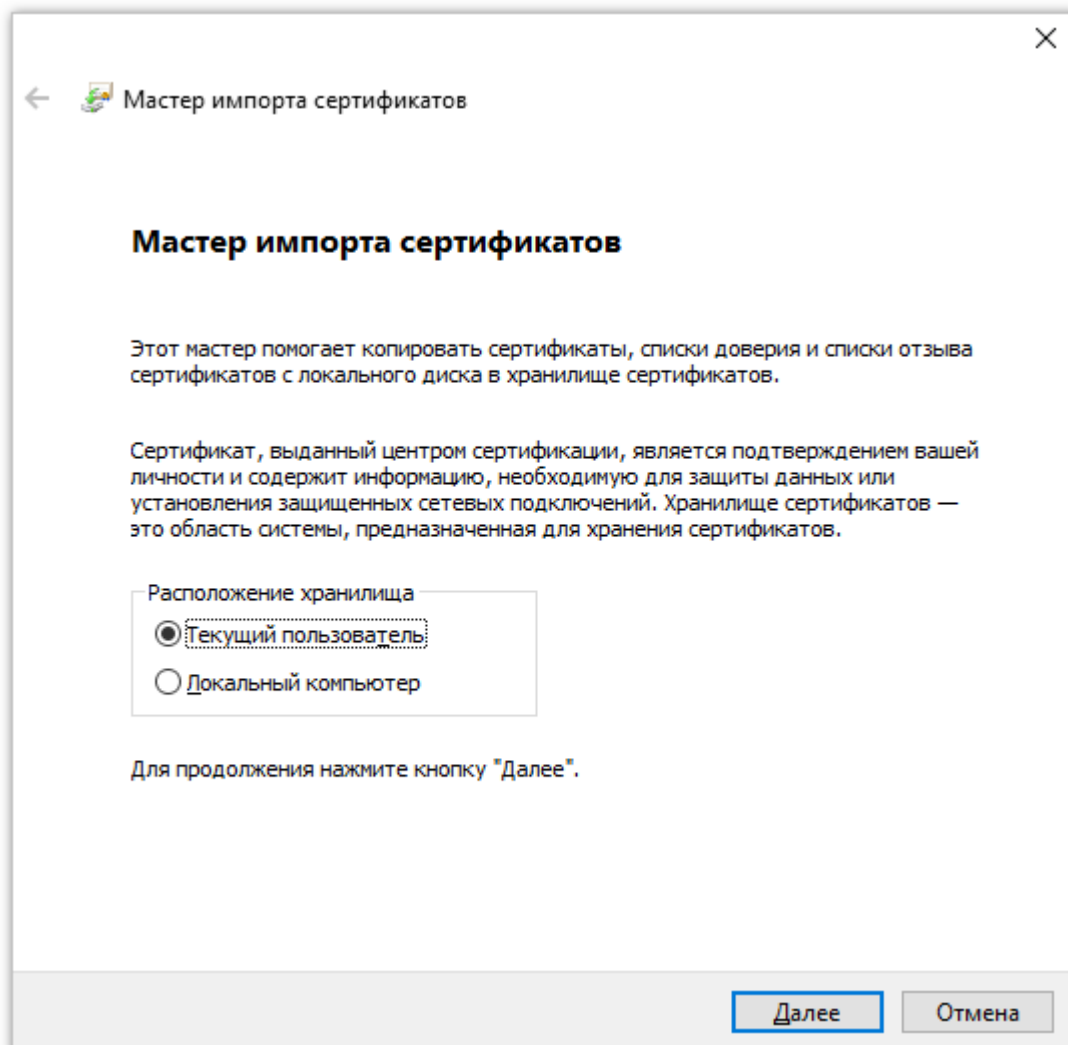 Мастер импорта сертификатов
Мастер импорта сертификатов
Этот мастер помогает копировать сертификаты, списки доверия и списки отзыва
сертификатов с локального диска в хранилище сертификатов.
Сертификат, выданный центром сертификации, является подтверждением вашей
личности и содержит информацию, необходимую для защиты данных или
установления защищенных сетевых подключений. Хранилище сертификатов —
это область системы, предназначенная для хранения сертификатов.
Расположение хранилища
Текущий пользователь
Локальный компьютер
Для продолжения нажмите кнопку "Далее".
Далее
Отмена